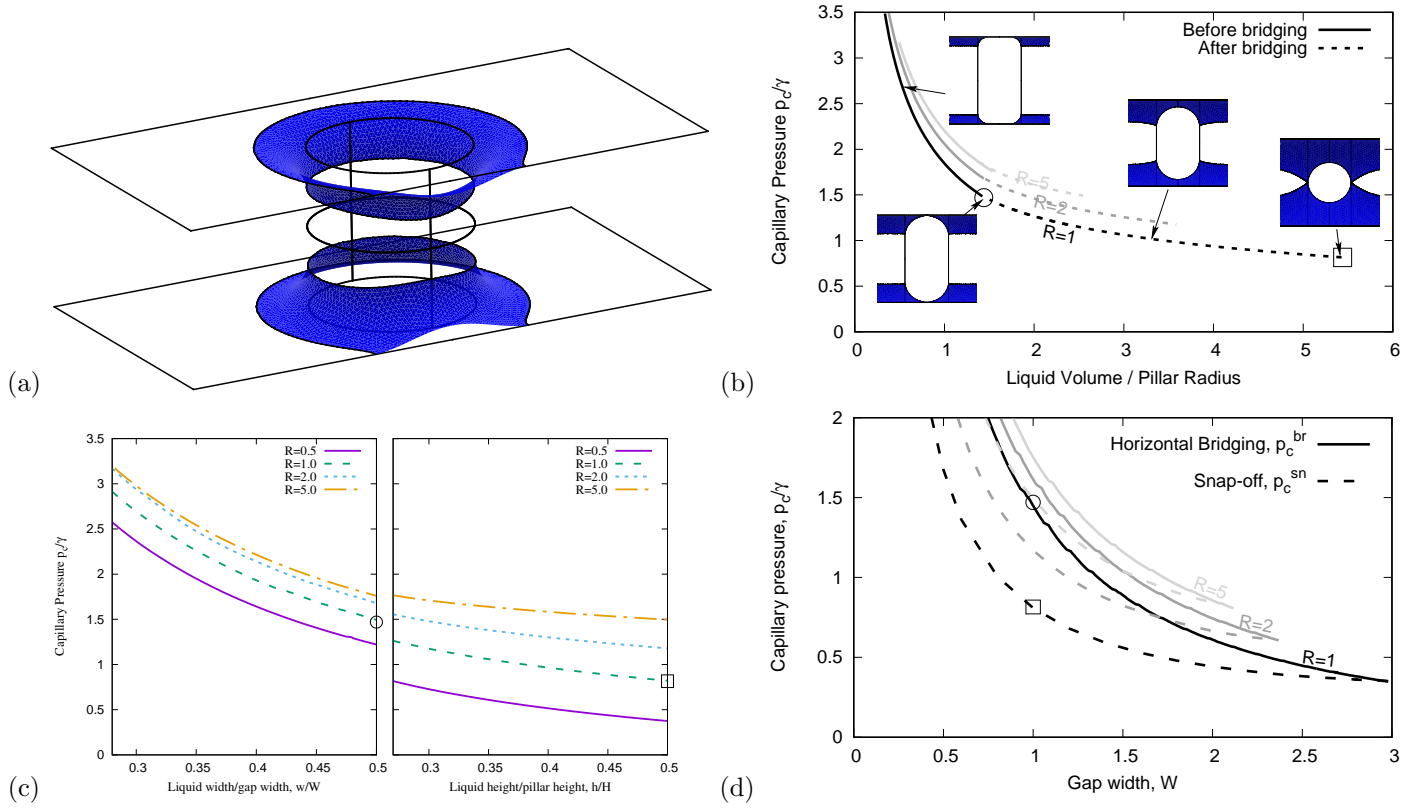 (a)
3.5
3
2.5
2
1.5
1
0.5
0
Capillary Pressure p_c/γ
Before bridging
After bridging
R=5
R=2
R=1
0 1 2 3 4 5 6
Liquid Volume / Pillar Radius
(b)
3.5
3
2.5
2
1.5
1
0.5
0
Capillary Pressure p_c/γ
R=0.5
R=1.0
R=2.0
R=5.0
0.3 0.35 0.4 0.45 0.5
Liquid width/gap width, w/W
R=0.5
R=1.0
R=2.0
R=5.0
0.3 0.35 0.4 0.45 0.5
Liquid height/pillar height, h/H
(c)
2
1.5
1
0.5
0
Capillary pressure, p_c/γ
Horizontal Bridging, p_c^br
Snap-off, p_c^sn
R=5
R=2
R=1
0 0.5 1 1.5 2 2.5 3
Gap width, W
(d)